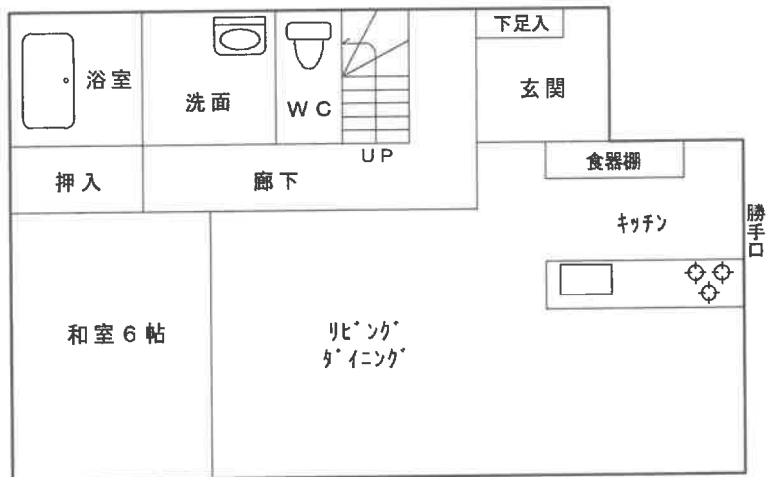 下足入
浴室
洗面
WC
玄関
UP
押入
廊下
食器棚
キッチン
勝手口
和室6帖
ﾘﾋﾞﾝｸﾞ
ﾀﾞｲﾆﾝｸﾞ